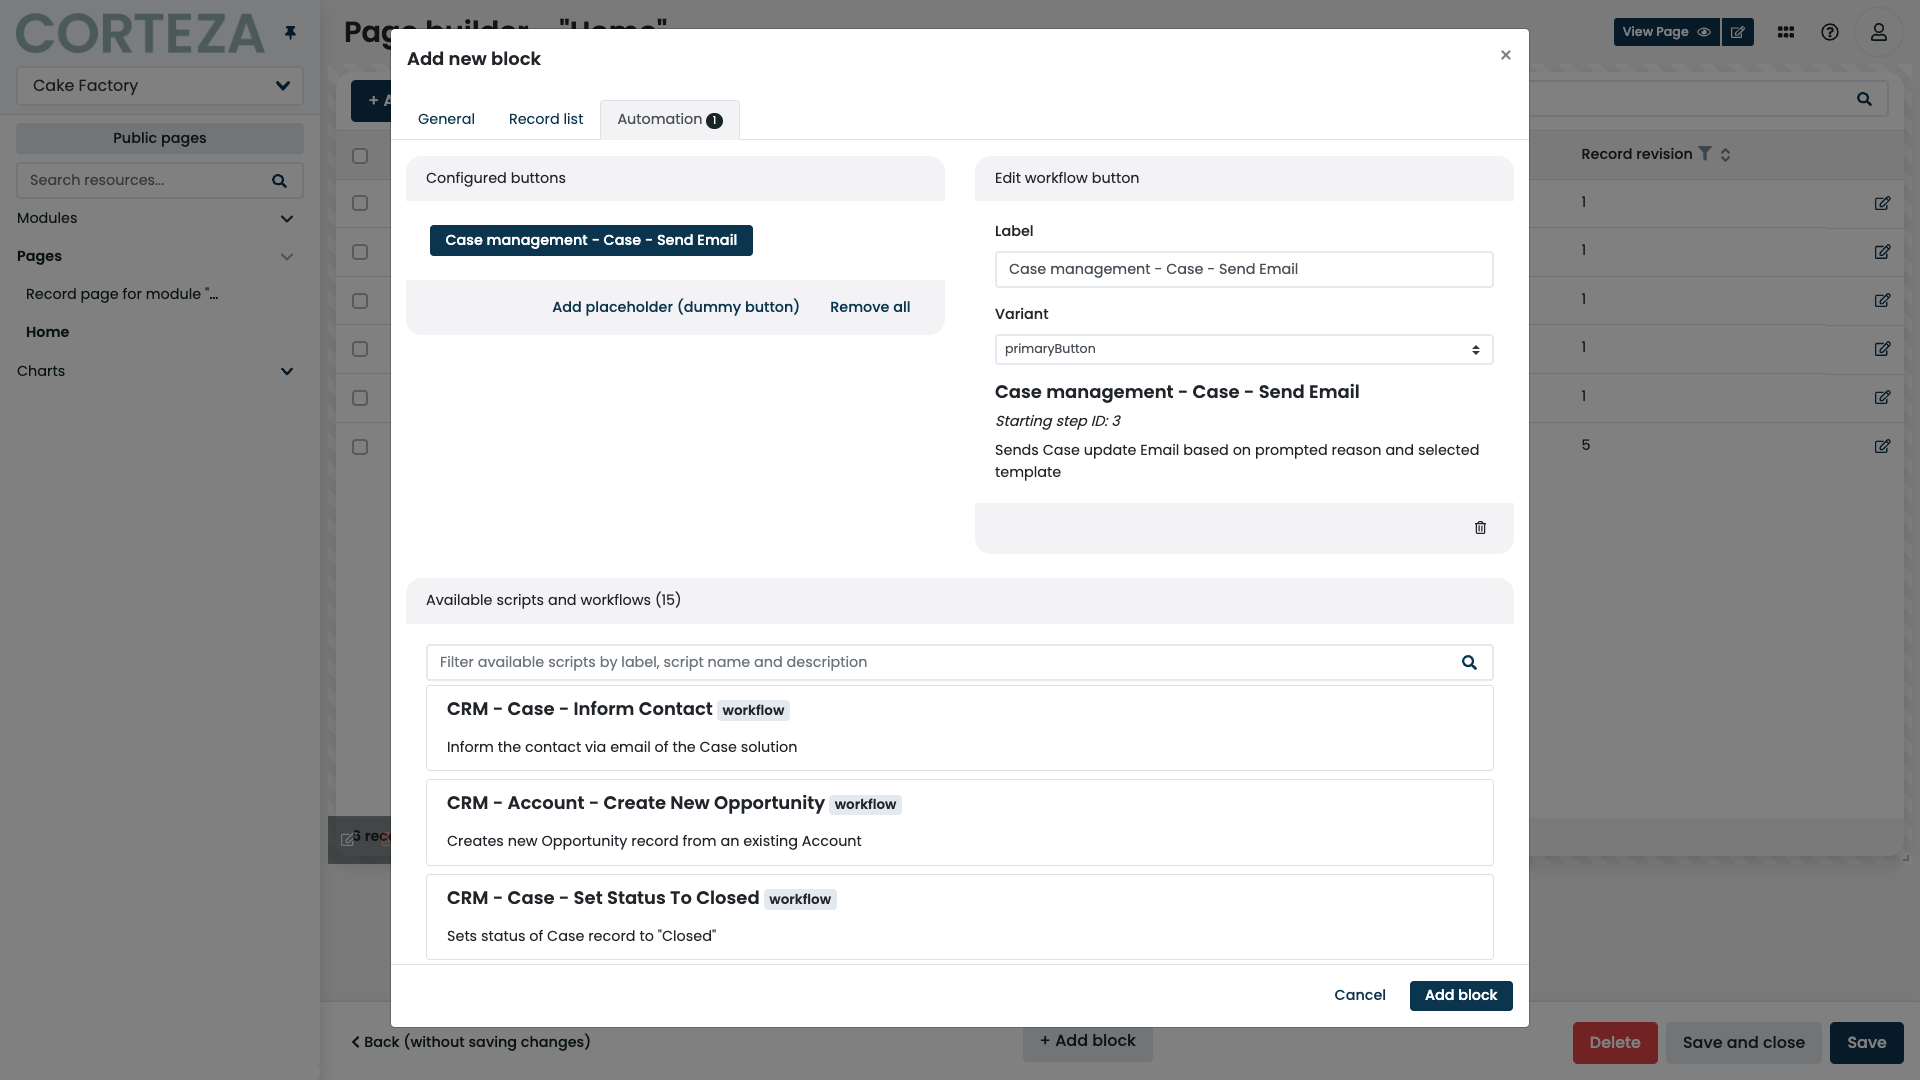 CORTEZA
Cake Factory
Public pages
Search resources...
Modules
Pages
Record page for module "...
Home
Charts
Page builder - "Home"
View Page
+ A
Record revision
1
1
1
1
1
5
6 rec
Add new block
×
General
Record list
Automation 1
Configured buttons
Case management - Case - Send Email
Add placeholder (dummy button)
Remove all
Edit workflow button
Label
Case management - Case - Send Email
Variant
primaryButton
Case management - Case - Send Email
Starting step ID: 3
Sends Case update Email based on prompted reason and selected
template
Available scripts and workflows (15)
Filter available scripts by label, script name and description
CRM - Case - Inform Contact workflow
Inform the contact via email of the Case solution
CRM - Account - Create New Opportunity workflow
Creates new Opportunity record from an existing Account
CRM - Case - Set Status To Closed workflow
Sets status of Case record to "Closed"
Cancel
Add block
Back (without saving changes)
+ Add block
Delete
Save and close
Save